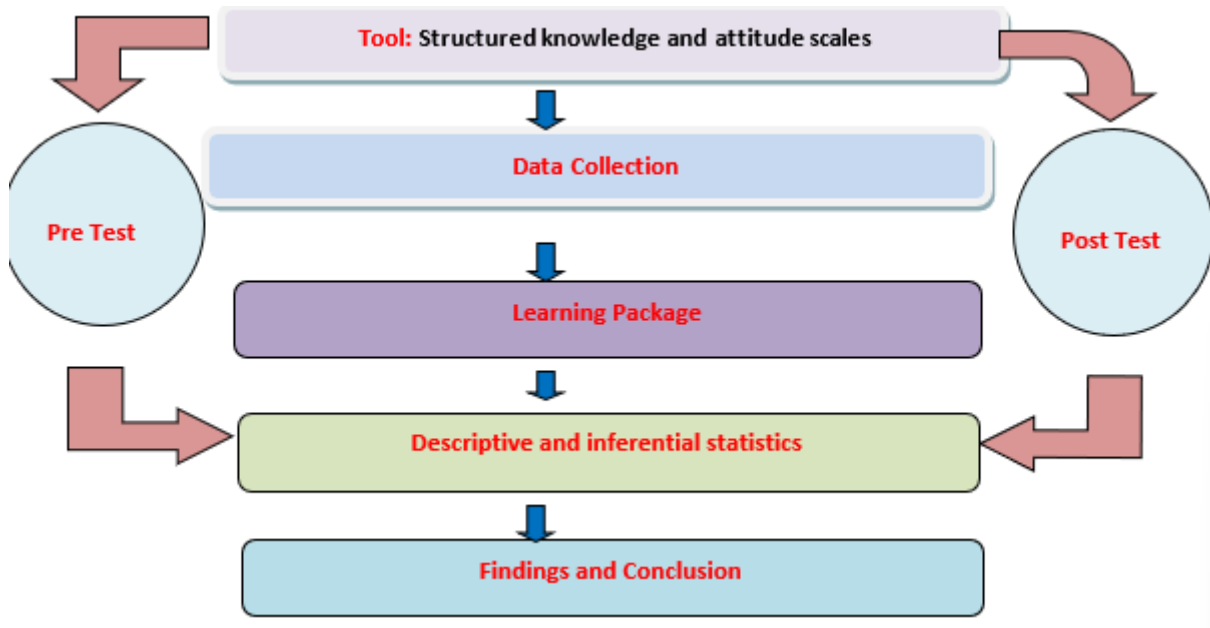 Tool: Structured knowledge and attitude scales
Data Collection
Pre Test
Post Test
Learning Package
Descriptive and inferential statistics
Findings and Conclusion